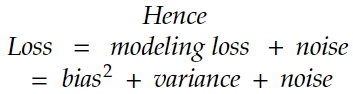 Hence
Loss = modeling loss + noise
= bias² + variance + noise